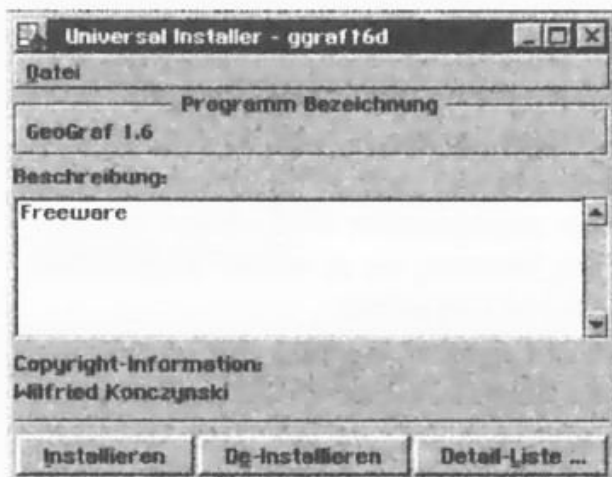 Universal Installer - ggraf16d
Datei
Programm Bezeichnung
GeoGraf 1.6
Beschreibung:
Freeware
Copyright-Information:
Wilfried Konczynski
Installieren
De-Installieren
Detail-Liste ...